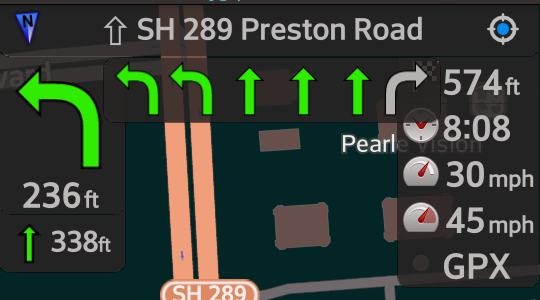 N
SH 289 Preston Road
574 ft
8:08
30 mph
45 mph
GPX
236 ft
338 ft
Pearle Vision
SH 289